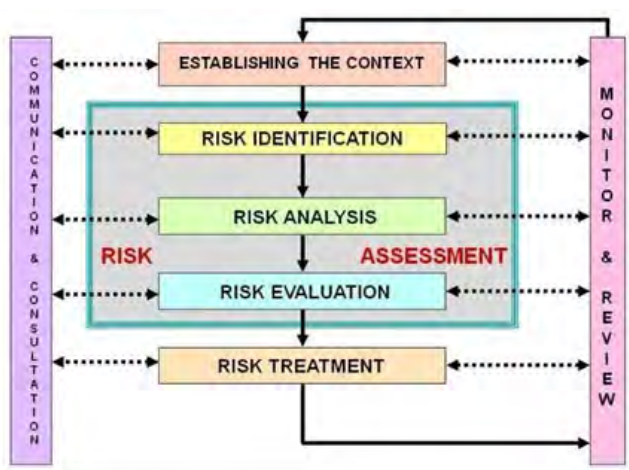 ESTABLISHING THE CONTEXT
RISK IDENTIFICATION
RISK ANALYSIS
RISK ASSESSMENT
RISK EVALUATION
RISK TREATMENT
COMMUNICATION & CONSULTATION
MONITOR & REVIEW